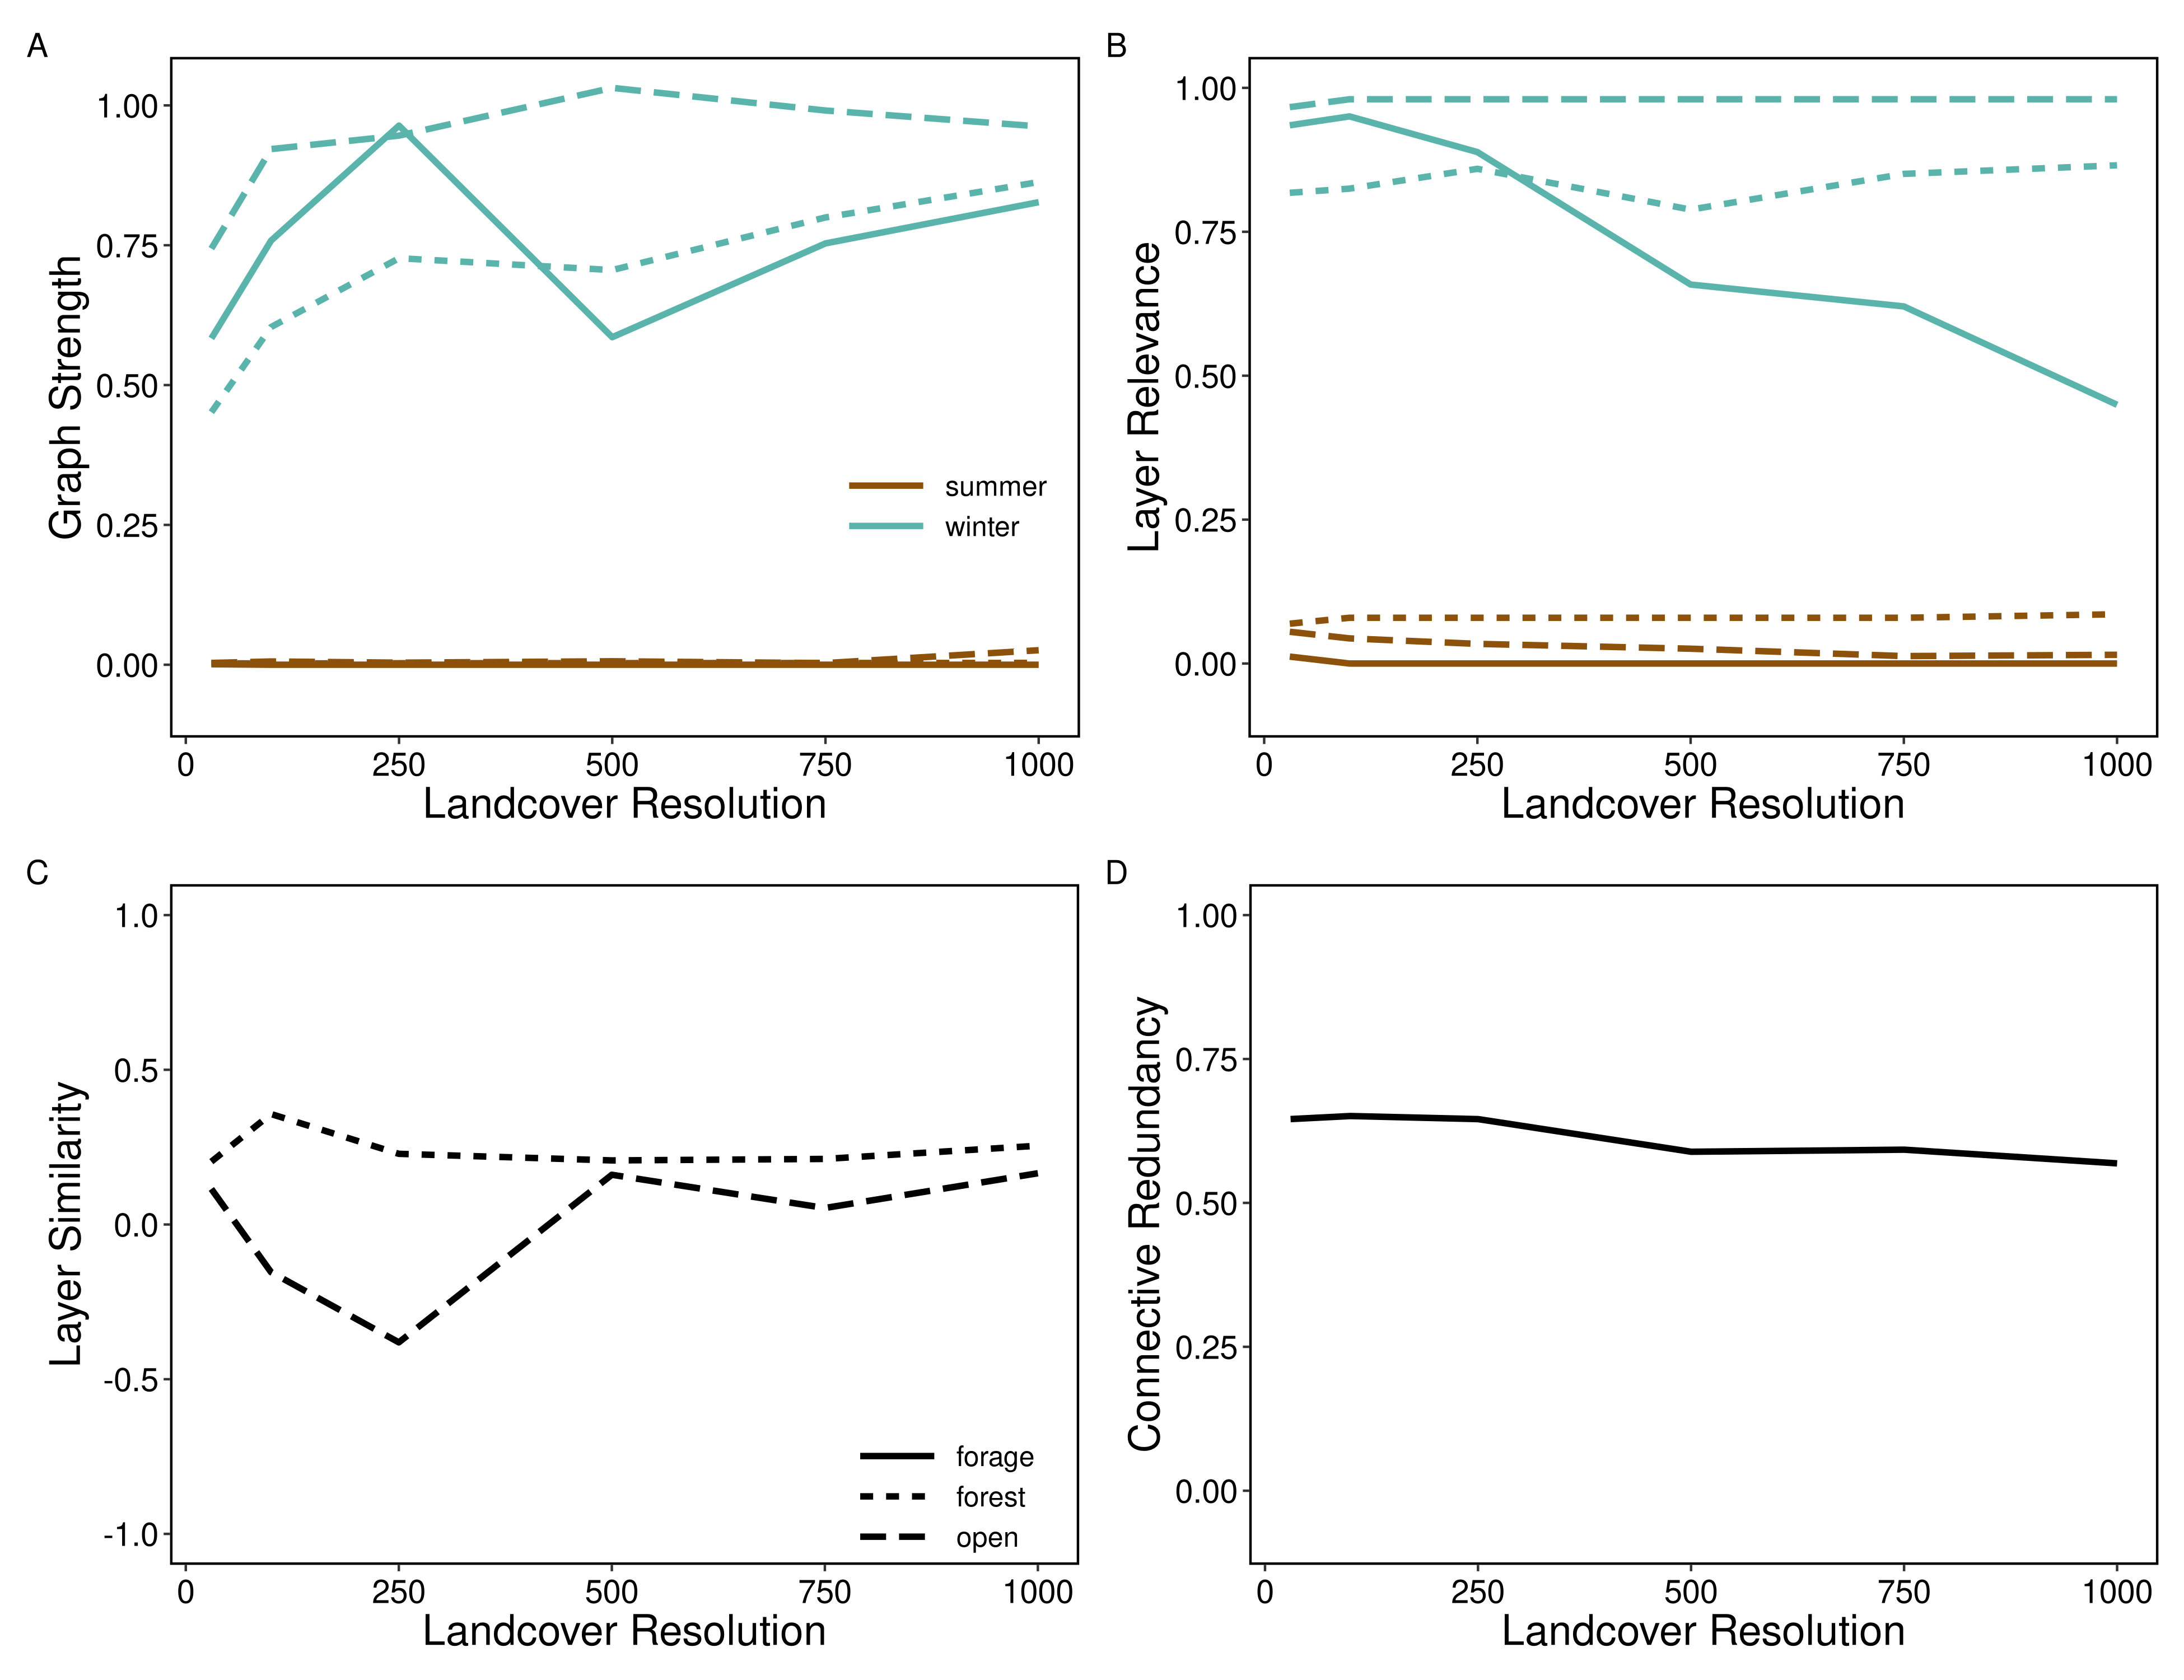 A
Graph Strength
1.00
0.75
0.50
0.25
0.00
summer
winter
0 250 500 750 1000
Landcover Resolution
B
Layer Relevance
1.00
0.75
0.50
0.25
0.00
0 250 500 750 1000
Landcover Resolution
C
Layer Similarity
1.0
0.5
0.0
-0.5
-1.0
forage
forest
open
0 250 500 750 1000
Landcover Resolution
D
Connective Redundancy
1.00
0.75
0.50
0.25
0.00
0 250 500 750 1000
Landcover Resolution